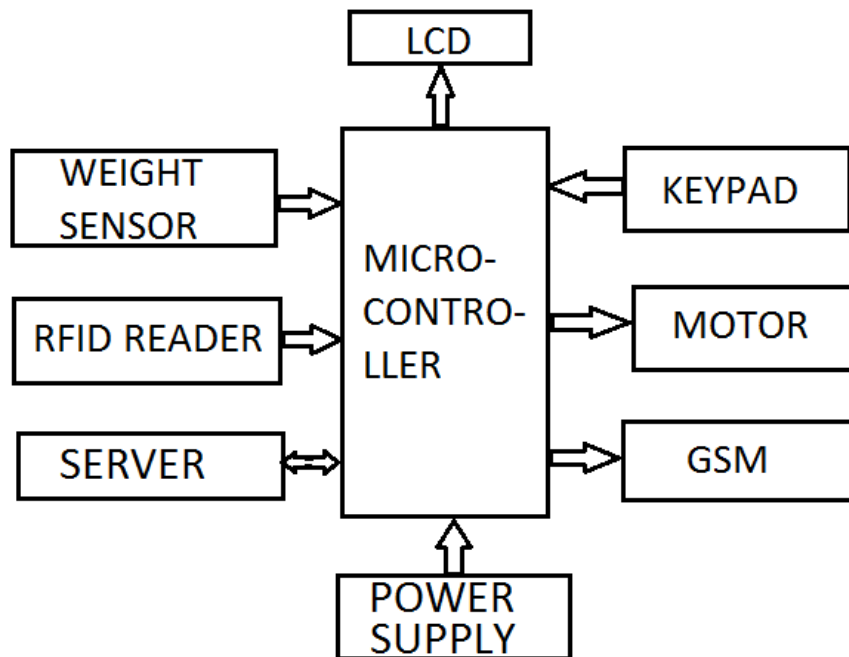 LCD
WEIGHT
SENSOR
KEYPAD
MICRO-
CONTRO-
LLER
RFID READER
MOTOR
SERVER
GSM
POWER
SUPPLY